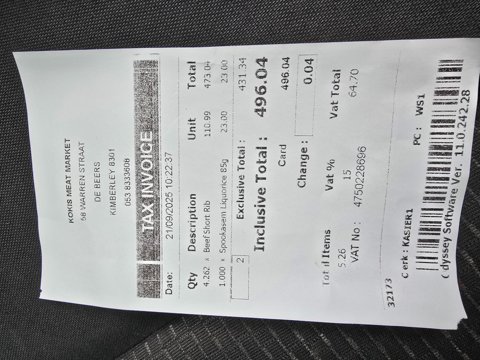 KOKIS MEAT MARKET
58 WARREN STRAAT
DE BEERS
KIMBERLEY 8301
053 8333608
TAX INVOICE
Date: 21/09/2025 10:22:37
Qty Description Unit Total
4.262 x Beef Short Rib 110.99 473.04
1.000 x Spookasem Liquorice 85g 23.00 23.00
2 Exclusive Total : 431.34
Inclusive Total : 496.04
Card 496.04
Change : 0.04
Total Items Vat % Vat Total
5.26 15 64.70
VAT No : 4750228696
32173
Clerk : KASIER1 PC : WS1
Odyssey Software Ver. 11.0.242.28